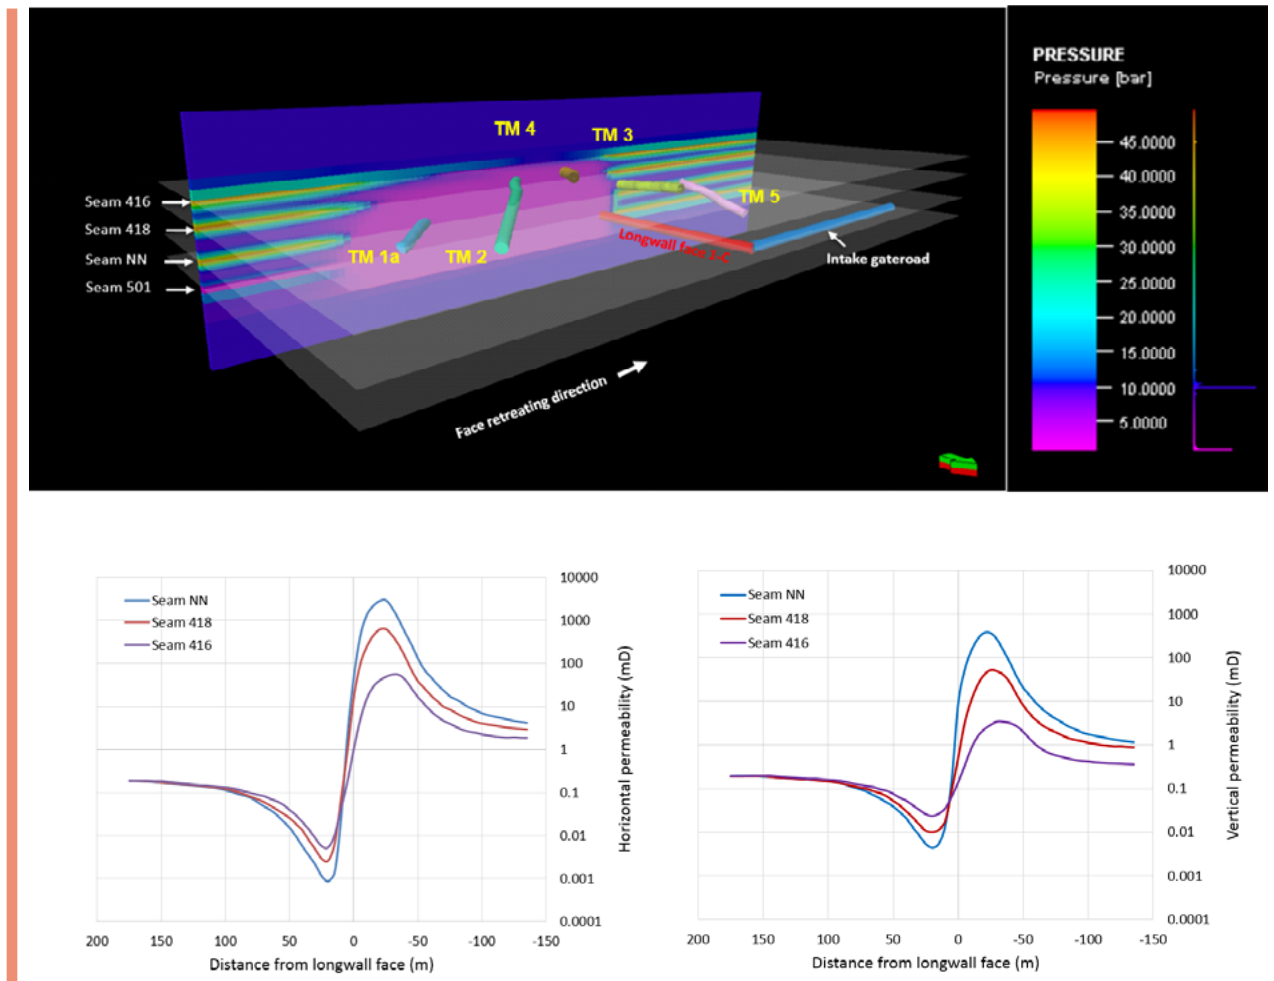 PRESSURE
Pressure [bar]
45.0000
40.0000
35.0000
30.0000
25.0000
20.0000
15.0000
10.0000
5.0000
TM 4
TM 3
TM 5
TM 1a
TM 2
Seam 416
Seam 418
Seam NN
Seam 501
Longwall face 2-C
Intake gateroad
Face retreating direction
Seam NN
Seam 418
Seam 416
10000
1000
100
10
1
0.1
0.01
0.001
0.0001
Horizontal permeability (mD)
200 150 100 50 0 -50 -100 -150
Distance from longwall face (m)
Seam NN
Seam 418
Seam 416
10000
1000
100
10
1
0.1
0.01
0.001
0.0001
Vertical permeability (mD)
200 150 100 50 0 -50 -100 -150
Distance from longwall face (m)